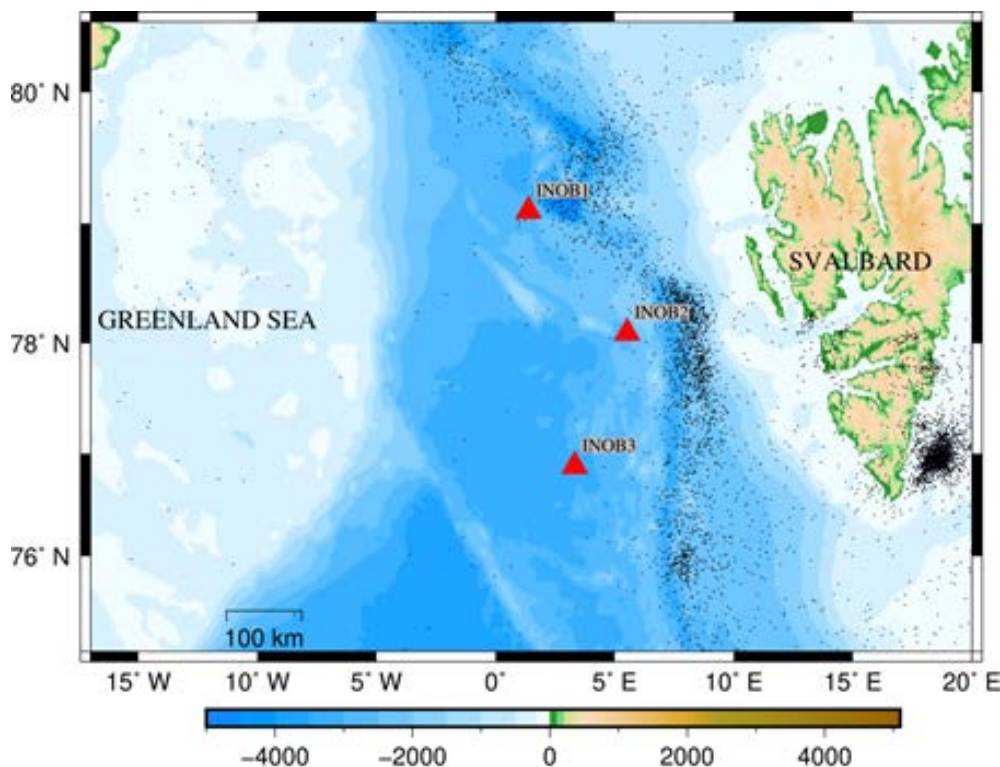 80° N
INOB1
SVALBARD
GREENLAND SEA
INOB2
78° N
INOB3
76° N
100 km
15° W 10° W 5° W 0° 5° E 10° E 15° E 20° E
−4000 −2000 0 2000 4000